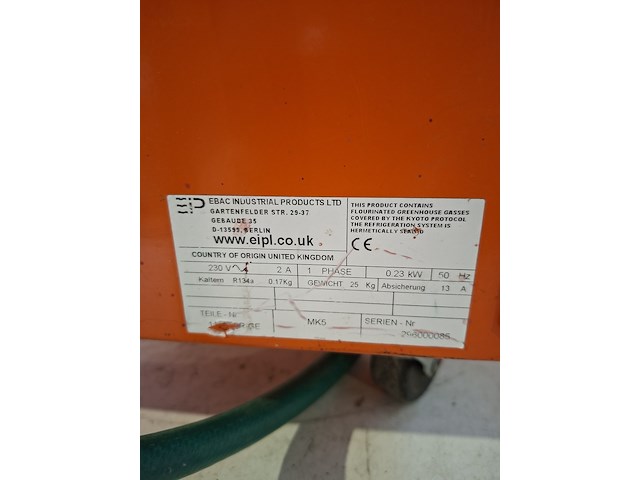 EIP EBAC INDUSTRIAL PRODUCTS LTD
GARTENFELDER STR. 29-37
GEBAUDE 35
D-13599, BERLIN
www.eipl.co.uk
THIS PRODUCT CONTAINS
FLOURINATED GREENHOUSE GASSES
COVERED BY THE KYOTO PROTOCOL
THE REFRIGERATION SYSTEM IS
HERMETICALLY SEALED
CE
COUNTRY OF ORIGIN UNITED KINGDOM
230 V 2 A 1 PHASE 0.23 kW 50 Hz
Kaltem R134a 0.17Kg GEWICHT 25 Kg Absicherung 13 A
TEILE-Nr MK5 SERIEN - Nr